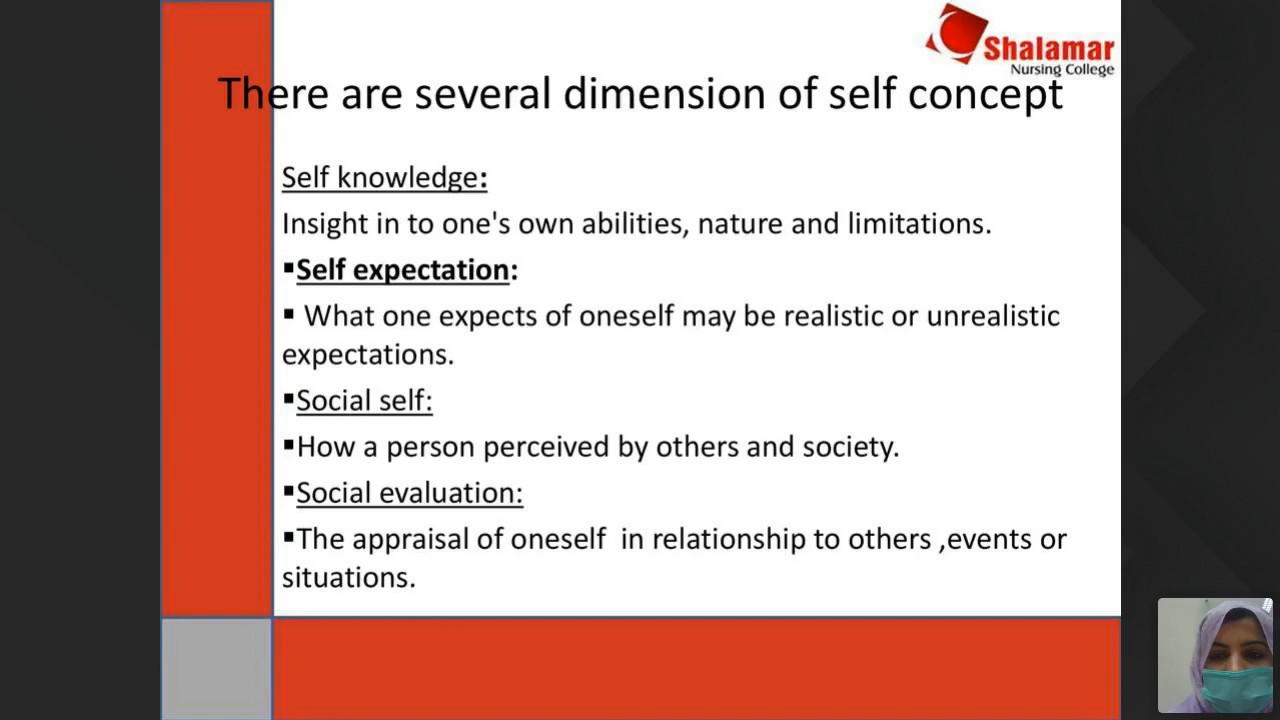 Shalamar
Nursing College
There are several dimension of self concept
Self knowledge:
Insight in to one's own abilities, nature and limitations.
▪Self expectation:
▪ What one expects of oneself may be realistic or unrealistic
expectations.
▪Social self:
▪How a person perceived by others and society.
▪Social evaluation:
▪The appraisal of oneself  in relationship to others ,events or
situations.